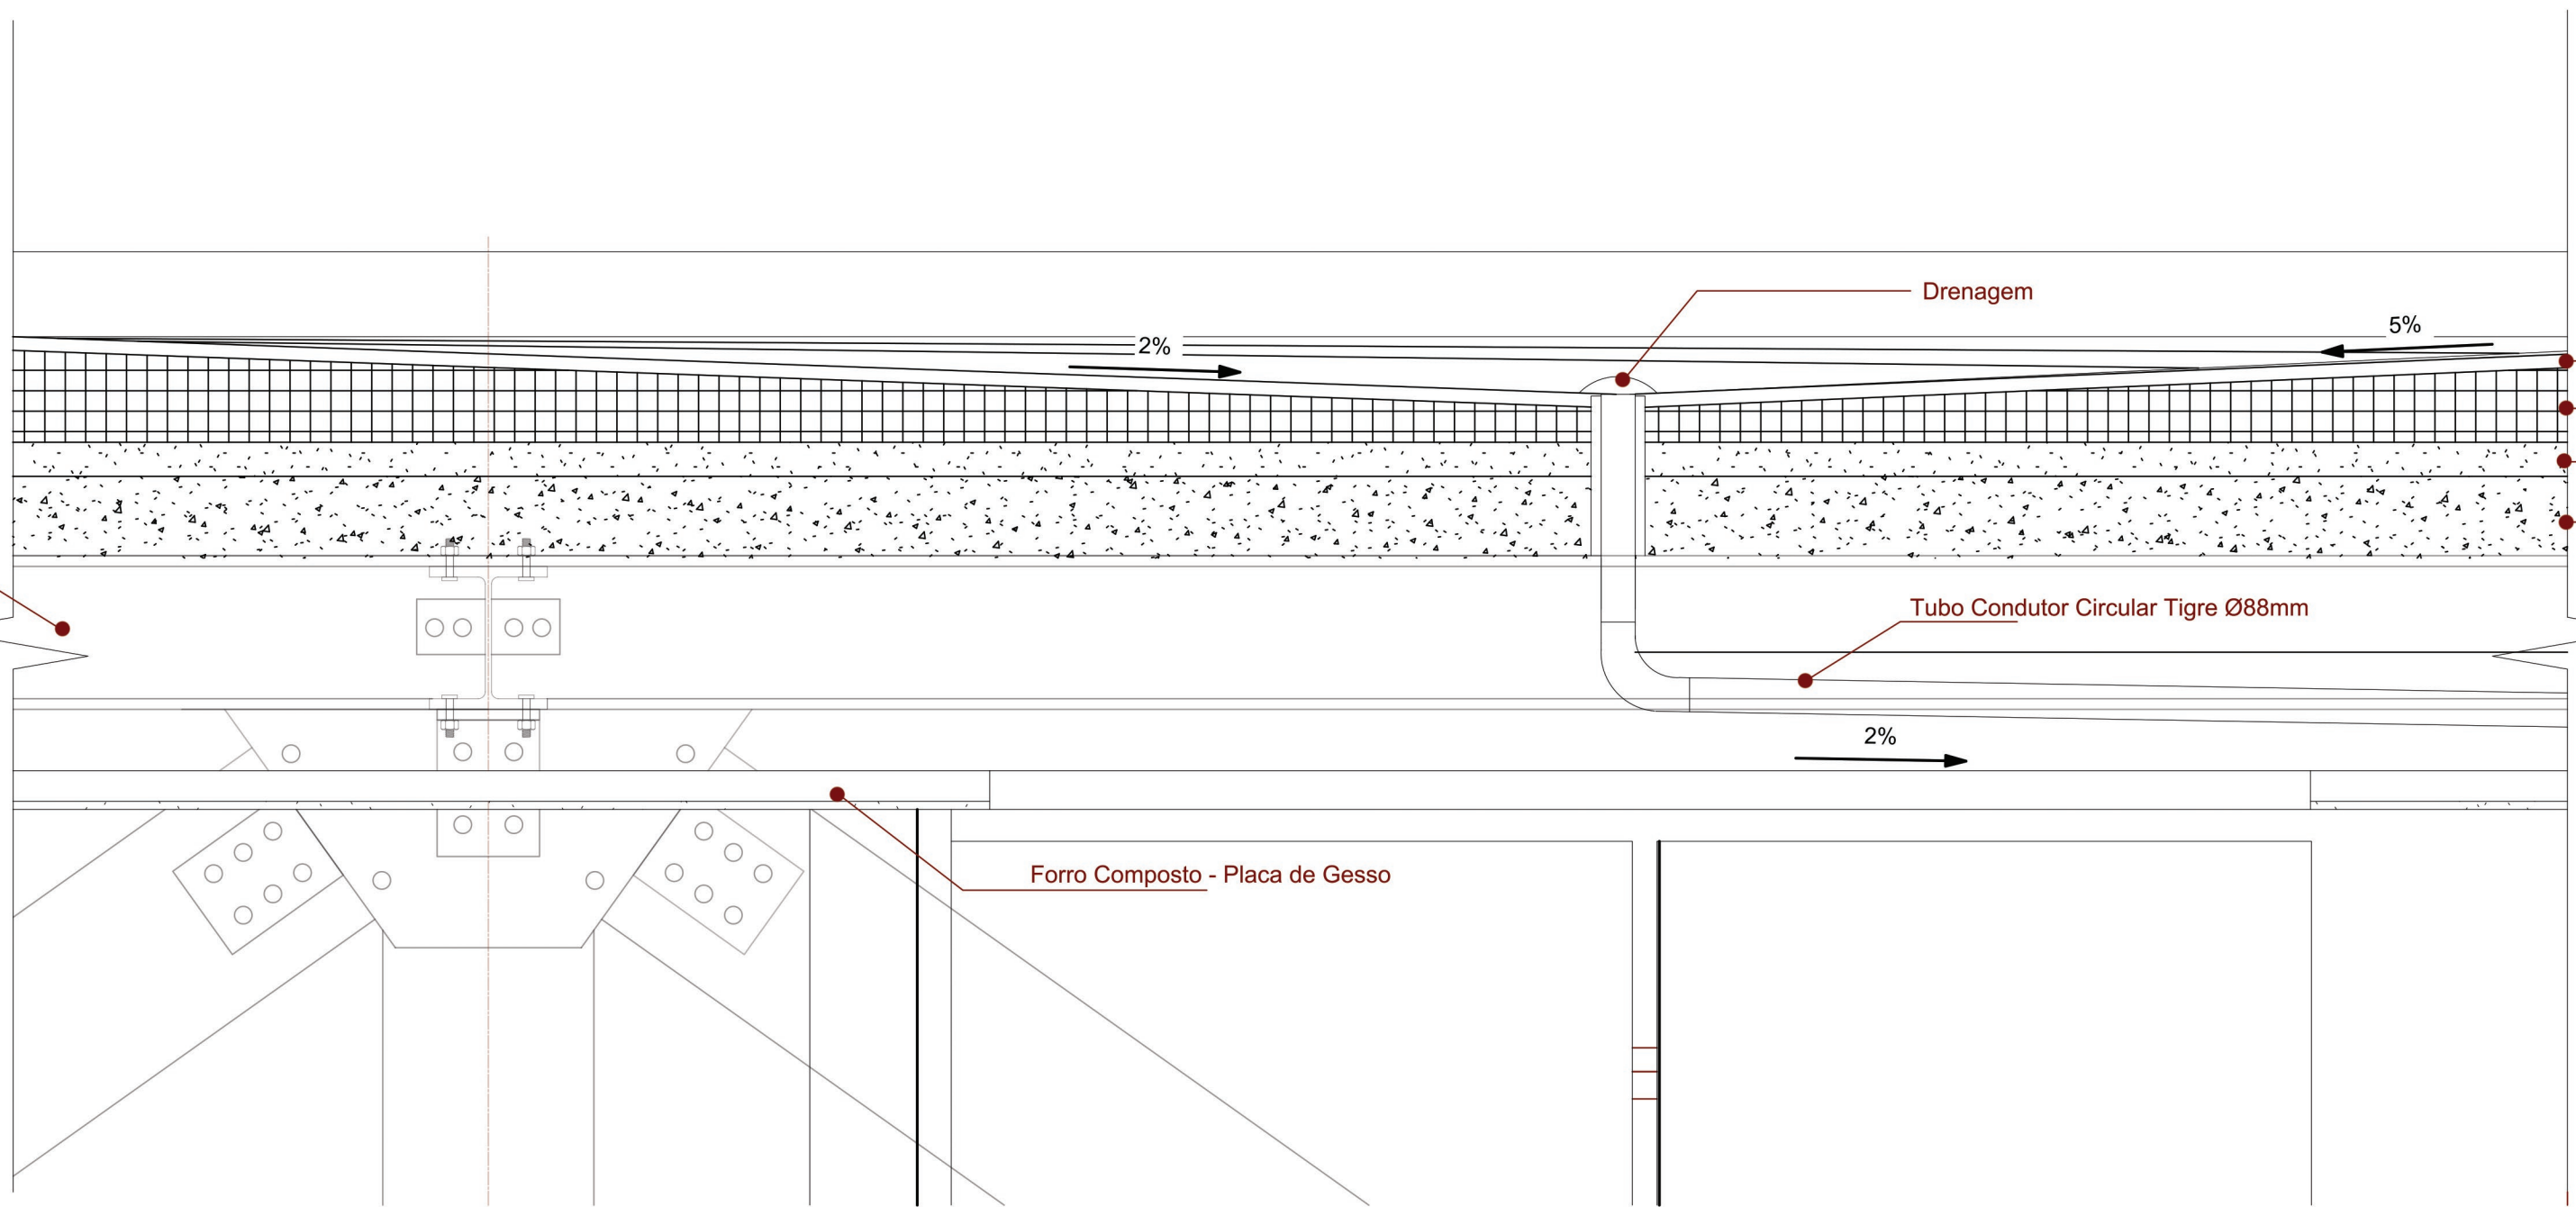 Drenagem
5%
2%
Tubo Condutor Circular Tigre Ø88mm
2%
Forro Composto - Placa de Gesso